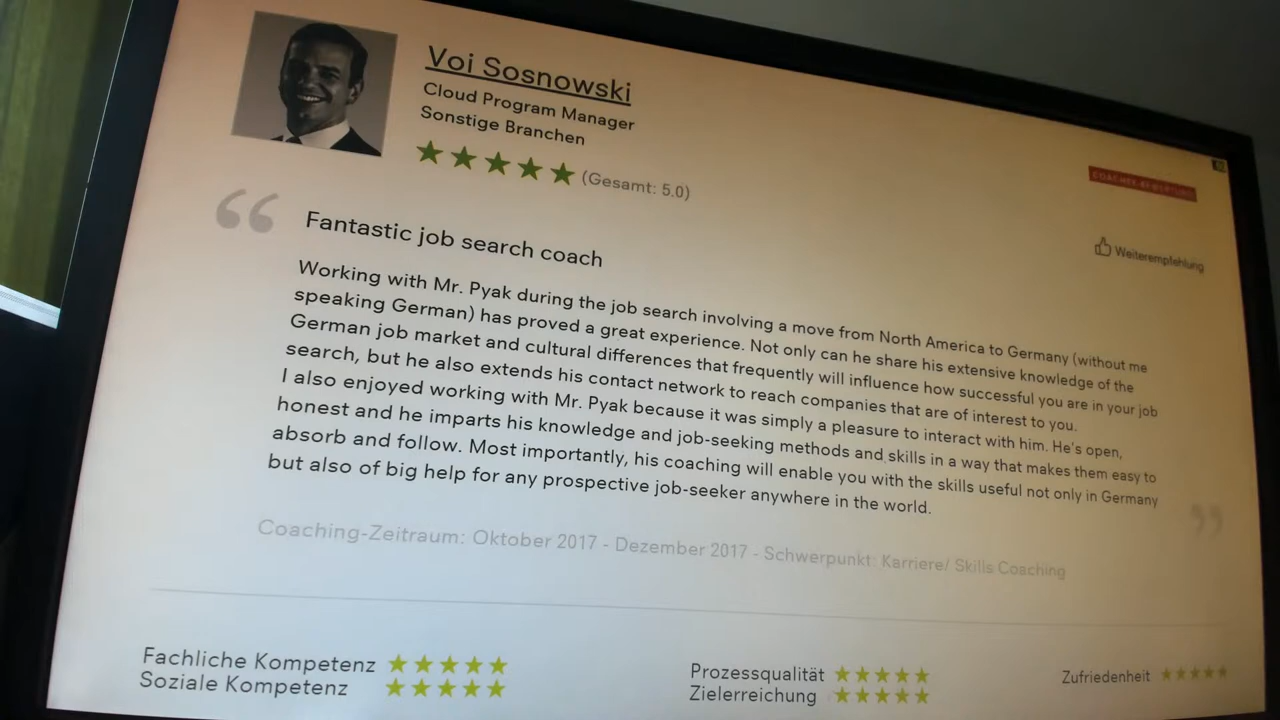 Voi Sosnowski
Cloud Program Manager
Sonstige Branchen
(Gesamt: 5.0)
COACHEE-BEWERTUNG
Weiterempfehlung
“
Fantastic job search coach
Working with Mr. Pyak during the job search involving a move from North America to Germany (without me
speaking German) has proved a great experience. Not only can he share his extensive knowledge of the
German job market and cultural differences that frequently will influence how successful you are in your job
search, but he also extends his contact network to reach companies that are of interest to you.
I also enjoyed working with Mr. Pyak because it was simply a pleasure to interact with him. He's open,
honest and he imparts his knowledge and job-seeking methods and skills in a way that makes them easy to
absorb and follow. Most importantly, his coaching will enable you with the skills useful not only in Germany
but also of big help for any prospective job-seeker anywhere in the world.
”
Coaching-Zeitraum: Oktober 2017 - Dezember 2017 - Schwerpunkt: Karriere/ Skills Coaching
Fachliche Kompetenz
Soziale Kompetenz
Prozessqualität
Zielerreichung
Zufriedenheit